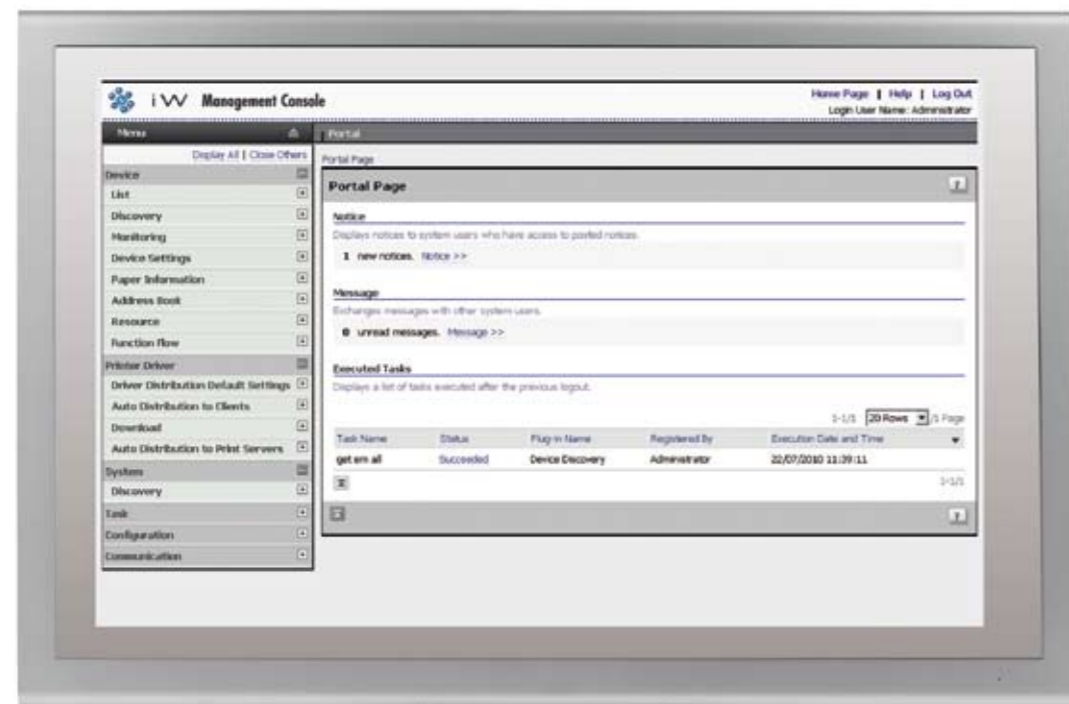 iW Management Console
Home Page | Help | Log Out
Login User Name: Administrator
Menu
Portal
Display All | Close Others
Portal Page
Device
List
Discovery
Monitoring
Device Settings
Paper Information
Address Book
Resource
Function Flow
Printer Driver
Driver Distribution Default Settings
Auto Distribution to Clients
Download
Auto Distribution to Print Servers
System
Discovery
Task
Configuration
Communication
Portal Page
?
Notice
Displays notices to system users who have access to posted notices.
1 new notices. Notice >>
Message
Exchanges messages with other system users.
0 unread messages. Message >>
Executed Tasks
Displays a list of tasks executed after the previous logout.
1-1/1 20 Rows /1 Page
Task Name Status Plug-in Name Registered By Execution Date and Time
get em all Succeeded Device Discovery Administrator 22/07/2010 11:39:11
1-1/1
?